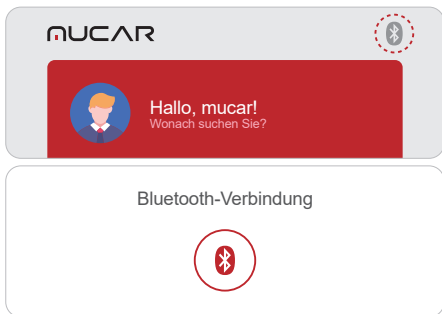 MUCAR
Hallo, mucar!
Wonach suchen Sie?
Bluetooth-Verbindung